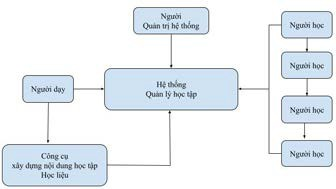 Người
Quản trị hệ thống
Người học
Người học
Người dạy
Hệ thống
Quản lý học tập
Người học
Công cụ
xây dựng nội dung học tập
Học liệu
Người học